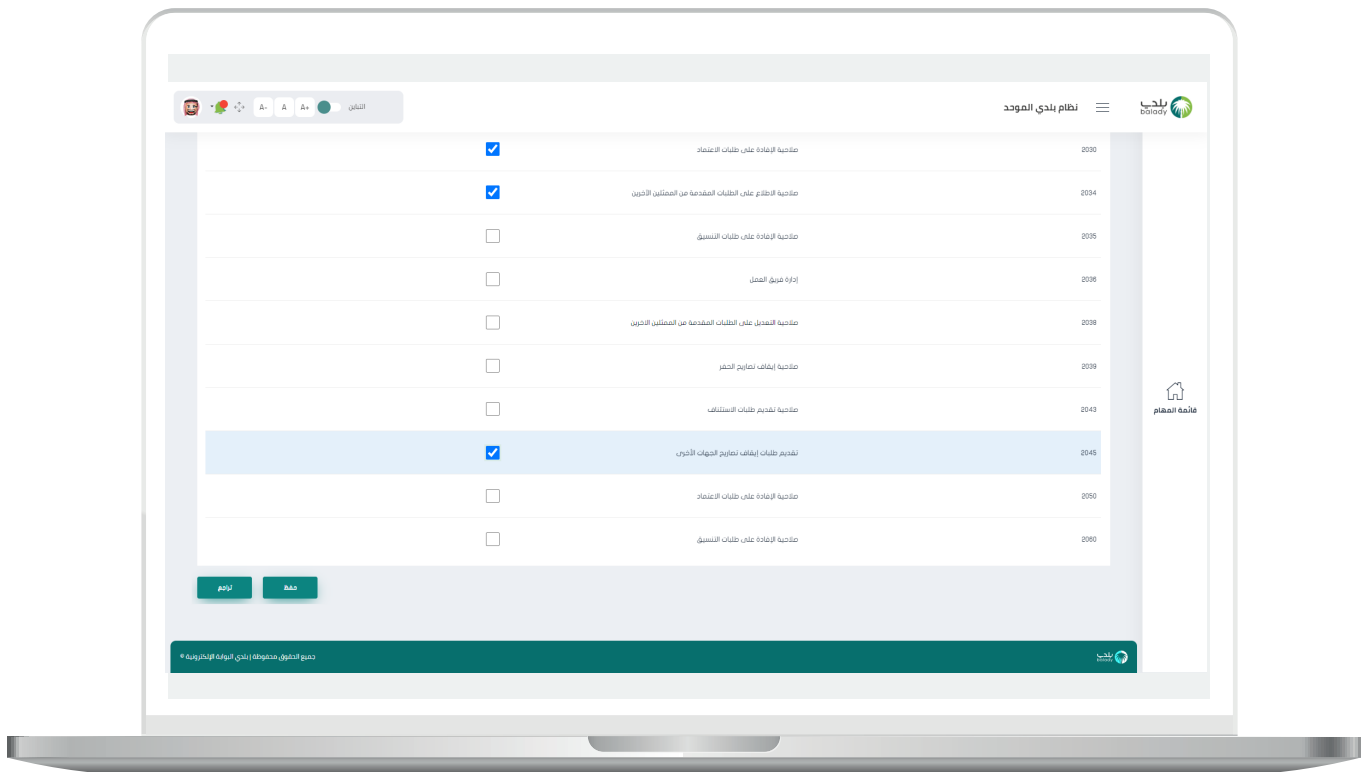 بلدي
balady
نظام بلدي الموحد
التباين
A+
A
A-
2030 صلاحية الإفادة على طلبات الاعتماد
2034 صلاحية الاطلاع على الطلبات المقدمة من الممثلين الأخرين
2035 صلاحية الإفادة على طلبات التنسيق
2036 إدارة فريق العمل
2038 صلاحية التعديل على الطلبات المقدمة من الممثلين الاخرين
2039 صلاحية إيقاف تصاريح الحفر
2043 صلاحية تقديم طلبات الاستئناف
2045 تقديم طلبات إيقاف تصاريح الجهات الأخرى
2050 صلاحية الإفادة على طلبات الاعتماد
2060 صلاحية الإفادة على طلبات التنسيق
قائمة المهام
حفظ
تراجع
بلدي
balady
جميع الحقوق محفوظة | بلدي البوابة الإلكترونية ©